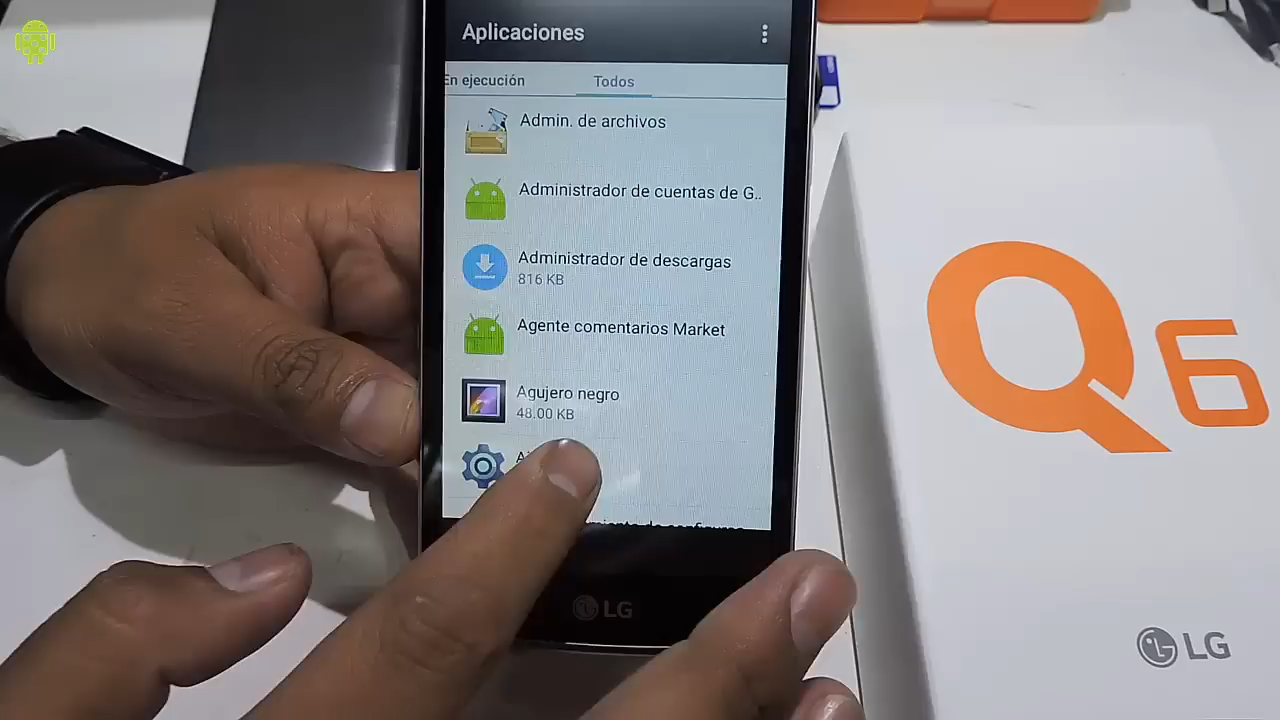 Aplicaciones
En ejecución
Todos
Admin. de archivos
Administrador de cuentas de G..
Administrador de descargas
816 KB
Agente comentarios Market
Agujero negro
48.00 KB
LG
Q6
LG